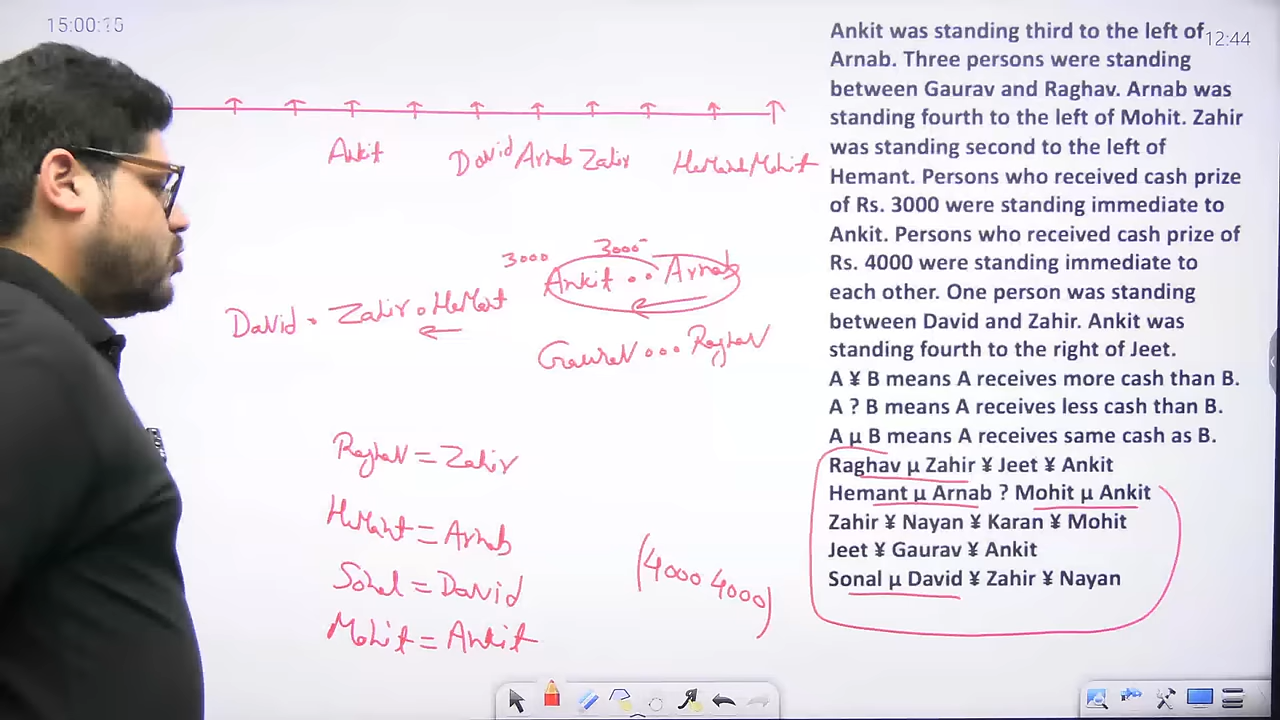 15:00:15
12:44
Ankit was standing third to the left of
Arnab. Three persons were standing
between Gaurav and Raghav. Arnab was
standing fourth to the left of Mohit. Zahir
was standing second to the left of
Hemant. Persons who received cash prize
of Rs. 3000 were standing immediate to
Ankit. Persons who received cash prize of
Rs. 4000 were standing immediate to
each other. One person was standing
between David and Zahir. Ankit was
standing fourth to the right of Jeet.
A ¥ B means A receives more cash than B.
A ? B means A receives less cash than B.
A µ B means A receives same cash as B.
Raghav µ Zahir ¥ Jeet ¥ Ankit
Hemant µ Arnab ? Mohit µ Ankit
Zahir ¥ Nayan ¥ Karan ¥ Mohit
Jeet ¥ Gaurav ¥ Ankit
Sonal µ David ¥ Zahir ¥ Nayan
Ankit David Arnab Zahir HeMant Mohit
3000 3000
Ankit . . Arnab
David . Zahir . HeMant
Gaurav . . . Raghav
Raghav = Zahir
HeMant = Arnab
Sonal = David
Mohit = Ankit
(4000 4000)